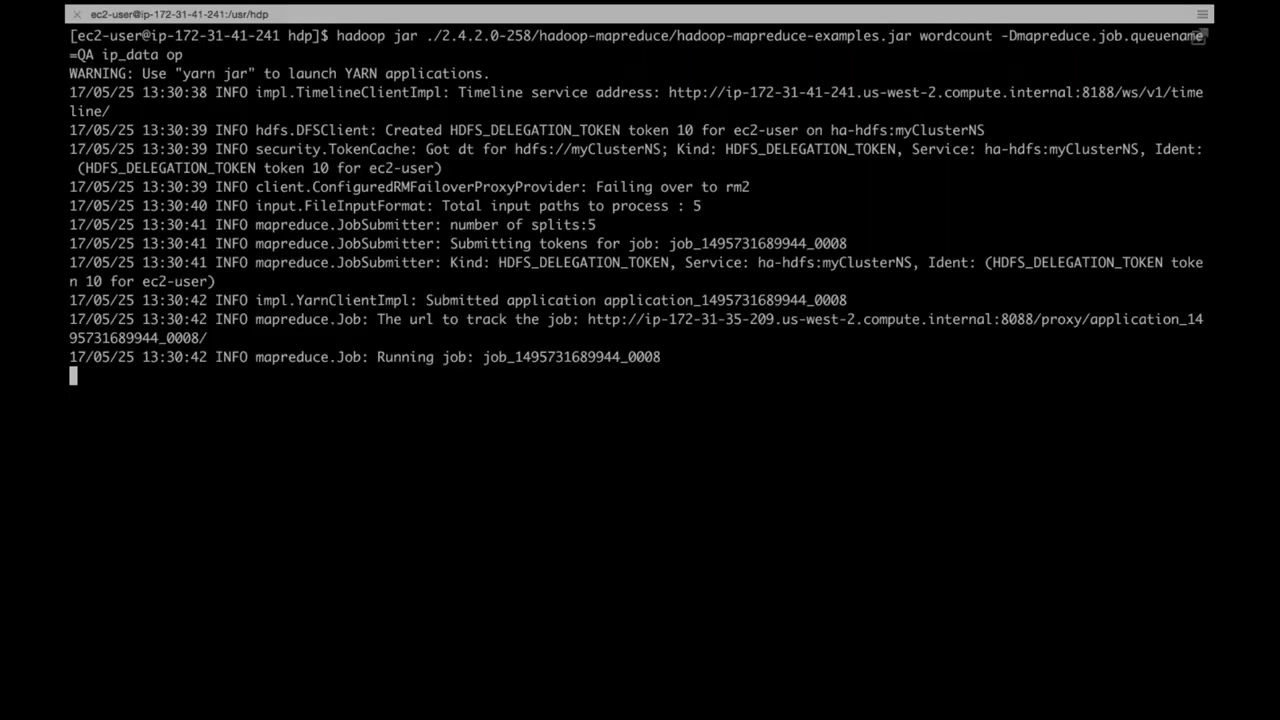 ec2-user@ip-172-31-41-241:/usr/hdp
[ec2-user@ip-172-31-41-241 hdp]$ hadoop jar ./2.4.2.0-258/hadoop-mapreduce/hadoop-mapreduce-examples.jar wordcount -Dmapreduce.job.queuename
=QA ip_data op
WARNING: Use "yarn jar" to launch YARN applications.
17/05/25 13:30:38 INFO impl.TimelineClientImpl: Timeline service address: http://ip-172-31-41-241.us-west-2.compute.internal:8188/ws/v1/time
line/
17/05/25 13:30:39 INFO hdfs.DFSClient: Created HDFS_DELEGATION_TOKEN token 10 for ec2-user on ha-hdfs:myClusterNS
17/05/25 13:30:39 INFO security.TokenCache: Got dt for hdfs://myClusterNS; Kind: HDFS_DELEGATION_TOKEN, Service: ha-hdfs:myClusterNS, Ident:
 (HDFS_DELEGATION_TOKEN token 10 for ec2-user)
17/05/25 13:30:39 INFO client.ConfiguredRMFailoverProxyProvider: Failing over to rm2
17/05/25 13:30:40 INFO input.FileInputFormat: Total input paths to process : 5
17/05/25 13:30:41 INFO mapreduce.JobSubmitter: number of splits:5
17/05/25 13:30:41 INFO mapreduce.JobSubmitter: Submitting tokens for job: job_1495731689944_0008
17/05/25 13:30:41 INFO mapreduce.JobSubmitter: Kind: HDFS_DELEGATION_TOKEN, Service: ha-hdfs:myClusterNS, Ident: (HDFS_DELEGATION_TOKEN toke
n 10 for ec2-user)
17/05/25 13:30:42 INFO impl.YarnClientImpl: Submitted application application_1495731689944_0008
17/05/25 13:30:42 INFO mapreduce.Job: The url to track the job: http://ip-172-31-35-209.us-west-2.compute.internal:8088/proxy/application_14
95731689944_0008/
17/05/25 13:30:42 INFO mapreduce.Job: Running job: job_1495731689944_0008